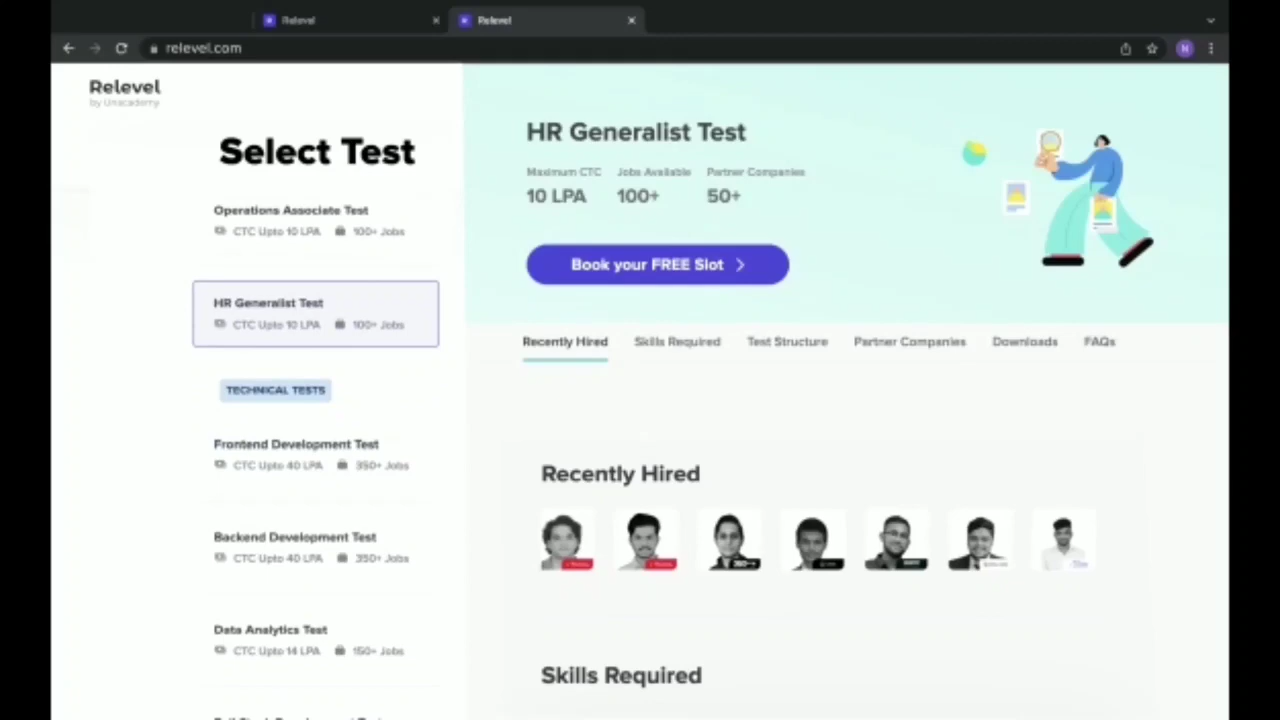 Relevel
Relevel
relevel.com
N
Relevel
by Unacademy
Select Test
Operations Associate Test
CTC Upto 10 LPA 100+ Jobs
HR Generalist Test
CTC Upto 10 LPA 100+ Jobs
TECHNICAL TESTS
Frontend Development Test
CTC Upto 40 LPA 350+ Jobs
Backend Development Test
CTC Upto 40 LPA 350+ Jobs
Data Analytics Test
CTC Upto 14 LPA 150+ Jobs
HR Generalist Test
Maximum CTC Jobs Available Partner Companies
10 LPA 100+ 50+
Book your FREE Slot
Recently Hired Skills Required Test Structure Partner Companies Downloads FAQs
Recently Hired
Skills Required